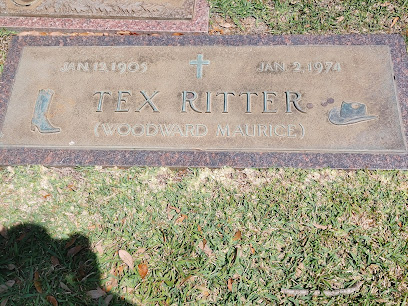 JAN 12 1905 JAN 2 1974
TEX RITTER
(WOODWARD MAURICE)